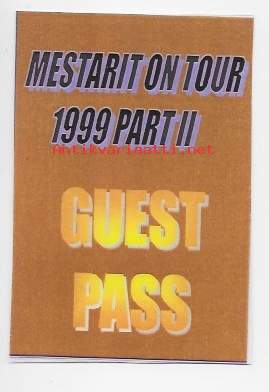 MESTARIT ON TOUR
1999 PART II
Antikvariaatti.net
GUEST
PASS